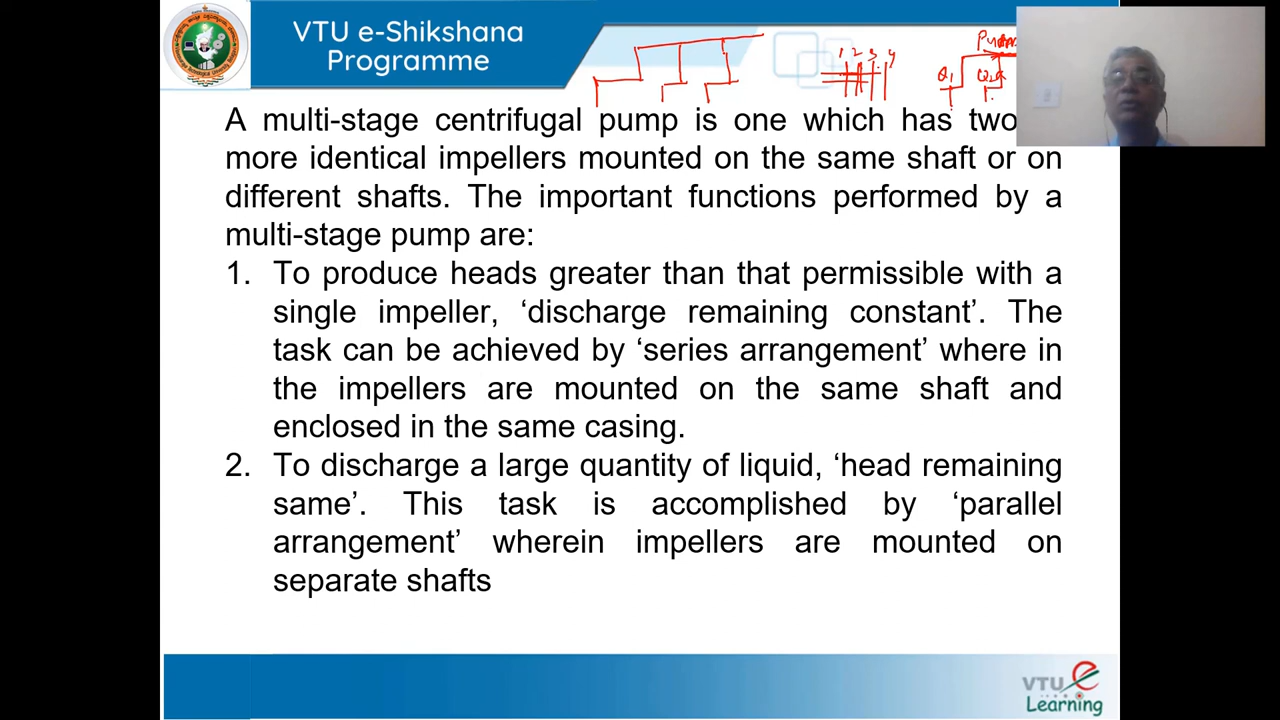 VTU e-Shikshana
Programme
1 2 3 4
Q1
A multi-stage centrifugal pump is one which has two
more identical impellers mounted on the same shaft or on
different shafts. The important functions performed by a
multi-stage pump are:
1. To produce heads greater than that permissible with a
single impeller, ‘discharge remaining constant’. The
task can be achieved by ‘series arrangement’ where in
the impellers are mounted on the same shaft and
enclosed in the same casing.
2. To discharge a large quantity of liquid, ‘head remaining
same’. This task is accomplished by ‘parallel
arrangement’ wherein impellers are mounted on
separate shafts
VTU e
Learning